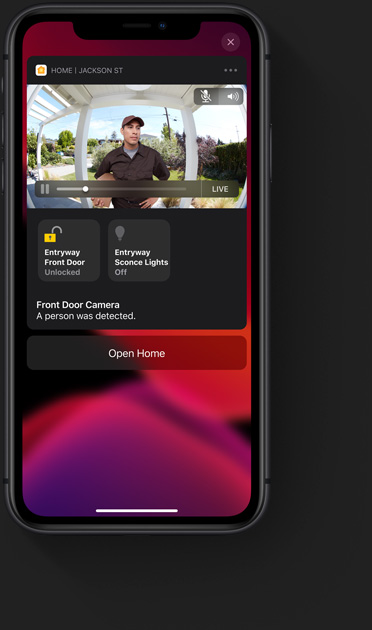 HOME | JACKSON ST
LIVE
Entryway
Front Door
Unlocked
Entryway
Sconce Lights
Off
Front Door Camera
A person was detected.
Open Home